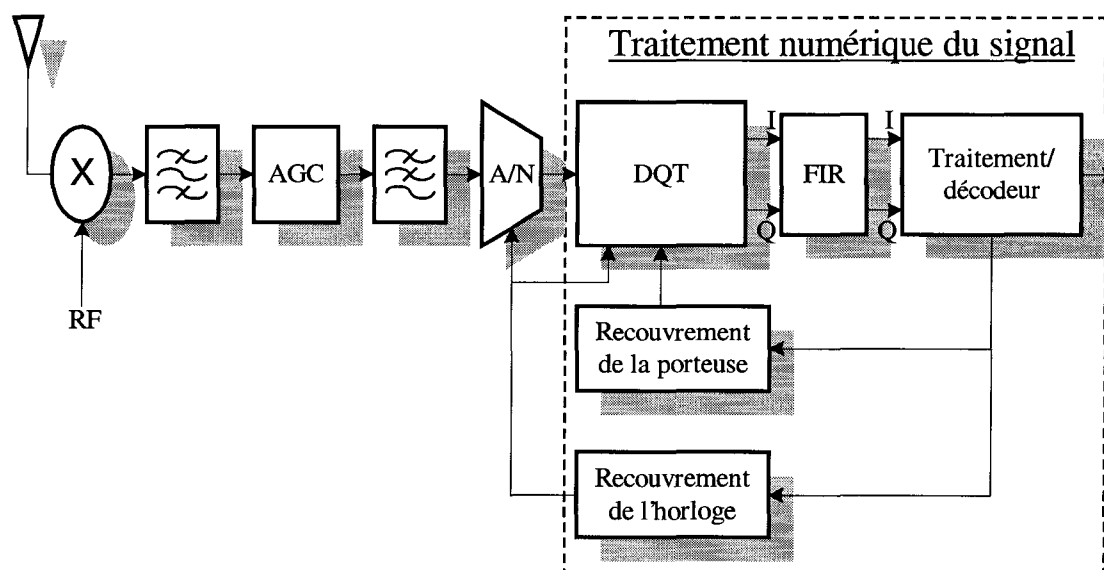 Traitement numérique du signal
X
AGC
A/N
DQT
I
Q
FIR
I
Q
Traitement/
décodeur
RF
Recouvrement
de la porteuse
Recouvrement
de l'horloge